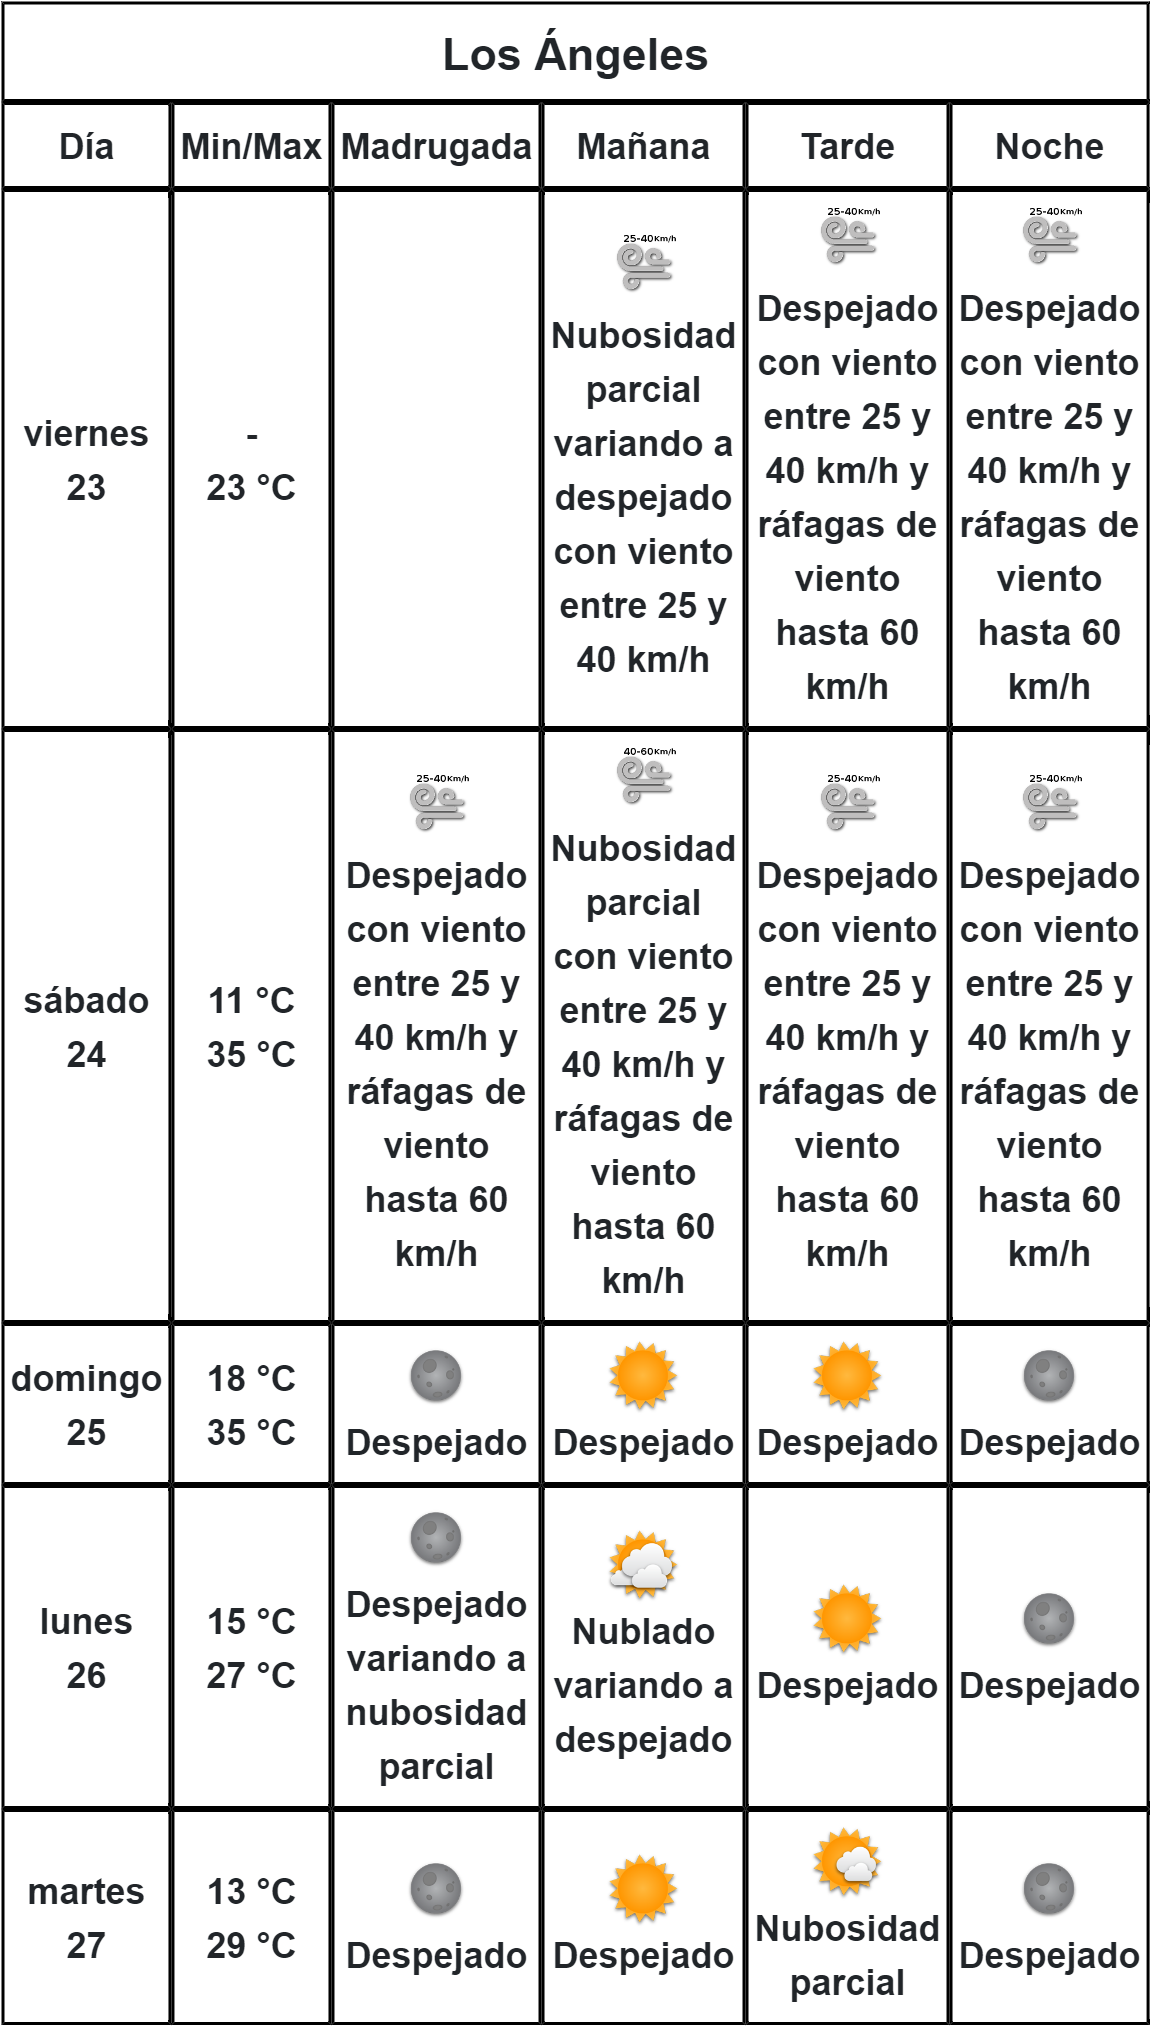 Los Ángeles
Día Min/Max Madrugada Mañana Tarde Noche
viernes
23
-
23 °C
25-40Km/h
Nubosidad
parcial
variando a
despejado
con viento
entre 25 y
40 km/h
25-40Km/h
Despejado
con viento
entre 25 y
40 km/h y
ráfagas de
viento
hasta 60
km/h
25-40Km/h
Despejado
con viento
entre 25 y
40 km/h y
ráfagas de
viento
hasta 60
km/h
sábado
24
11 °C
35 °C
25-40Km/h
Despejado
con viento
entre 25 y
40 km/h y
ráfagas de
viento
hasta 60
km/h
40-60Km/h
Nubosidad
parcial
con viento
entre 25 y
40 km/h y
ráfagas de
viento
hasta 60
km/h
25-40Km/h
Despejado
con viento
entre 25 y
40 km/h y
ráfagas de
viento
hasta 60
km/h
25-40Km/h
Despejado
con viento
entre 25 y
40 km/h y
ráfagas de
viento
hasta 60
km/h
domingo
25
18 °C
35 °C
Despejado
Despejado
Despejado
Despejado
lunes
26
15 °C
27 °C
Despejado
variando a
nubosidad
parcial
Nublado
variando a
despejado
Despejado
Despejado
martes
27
13 °C
29 °C
Despejado
Despejado
Nubosidad
parcial
Despejado